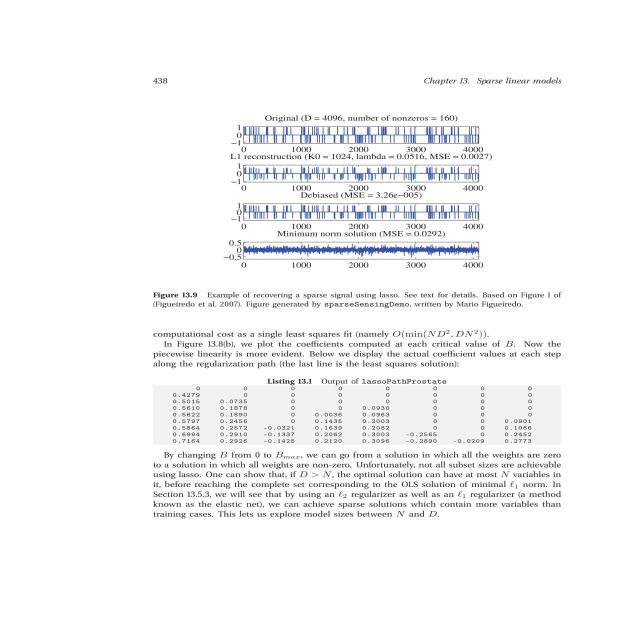 438
Chapter 13. Sparse linear models
Original (D = 4096, number of nonzeros = 160)
1
0
−1
0 1000 2000 3000 4000
L1 reconstruction (K0 = 1024, lambda = 0.0516, MSE = 0.0027)
1
0
−1
0 1000 2000 3000 4000
Debiased (MSE = 3.26e−005)
1
0
−1
0 1000 2000 3000 4000
Minimum norm solution (MSE = 0.0292)
0.5
0
−0.5
0 1000 2000 3000 4000
Figure 13.9 Example of recovering a sparse signal using lasso. See text for details. Based on Figure 1 of
(Figueiredo et al. 2007). Figure generated by sparseSensingDemo, written by Mario Figueiredo.
computational cost as a single least squares fit (namely O(min(ND², DN²)).
In Figure 13.8(b), we plot the coefficients computed at each critical value of B. Now the
piecewise linearity is more evident. Below we display the actual coefficient values at each step
along the regularization path (the last line is the least squares solution):
Listing 13.1 Output of lassoPathProstate
0 0 0 0 0 0 0 0
0.4279 0 0 0 0 0 0 0
0.5015 0.0735 0 0 0 0 0 0
0.5610 0.1878 0 0 0.0930 0 0 0
0.5622 0.1890 0 0.0036 0.0963 0 0 0
0.5797 0.2456 0 0.1435 0.2003 0 0 0.0901
0.5864 0.2572 -0.0321 0.1639 0.2082 0 0 0.1066
0.6994 0.2910 -0.1337 0.2062 0.3003 -0.2565 0 0.2452
0.7164 0.2926 -0.1425 0.2120 0.3096 -0.2890 -0.0209 0.2773
By changing B from 0 to Bmax, we can go from a solution in which all the weights are zero
to a solution in which all weights are non-zero. Unfortunately, not all subset sizes are achievable
using lasso. One can show that, if D > N, the optimal solution can have at most N variables in
it, before reaching the complete set corresponding to the OLS solution of minimal ℓ1 norm. In
Section 13.5.3, we will see that by using an ℓ2 regularizer as well as an ℓ1 regularizer (a method
known as the elastic net), we can achieve sparse solutions which contain more variables than
training cases. This lets us explore model sizes between N and D.